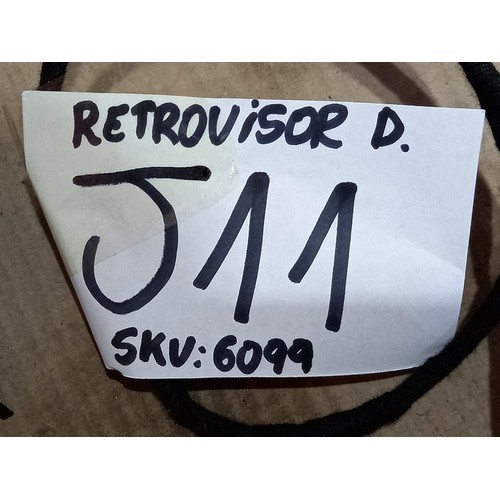 RETROVISOR D.
J11
SKU: 6099